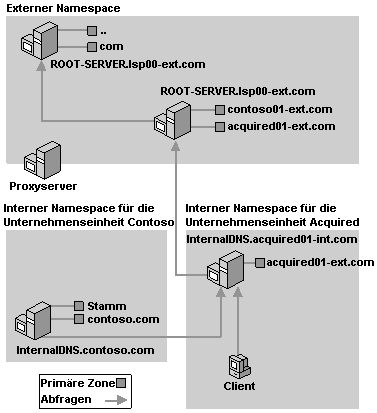 Externer Namespace
..
com
ROOT-SERVER.Isp00-ext.com
ROOT-SERVER.Isp00-ext.com
contoso01-ext.com
acquired01-ext.com
Proxyserver
Interner Namespace für die
Unternehmenseinheit Contoso
Interner Namespace für die
Unternehmenseinheit Acquired
InternalDNS.acquired01-int.com
acquired01-ext.com
Stamm
contoso.com
InternalDNS.contoso.com
Client
Primäre Zone
Abfragen